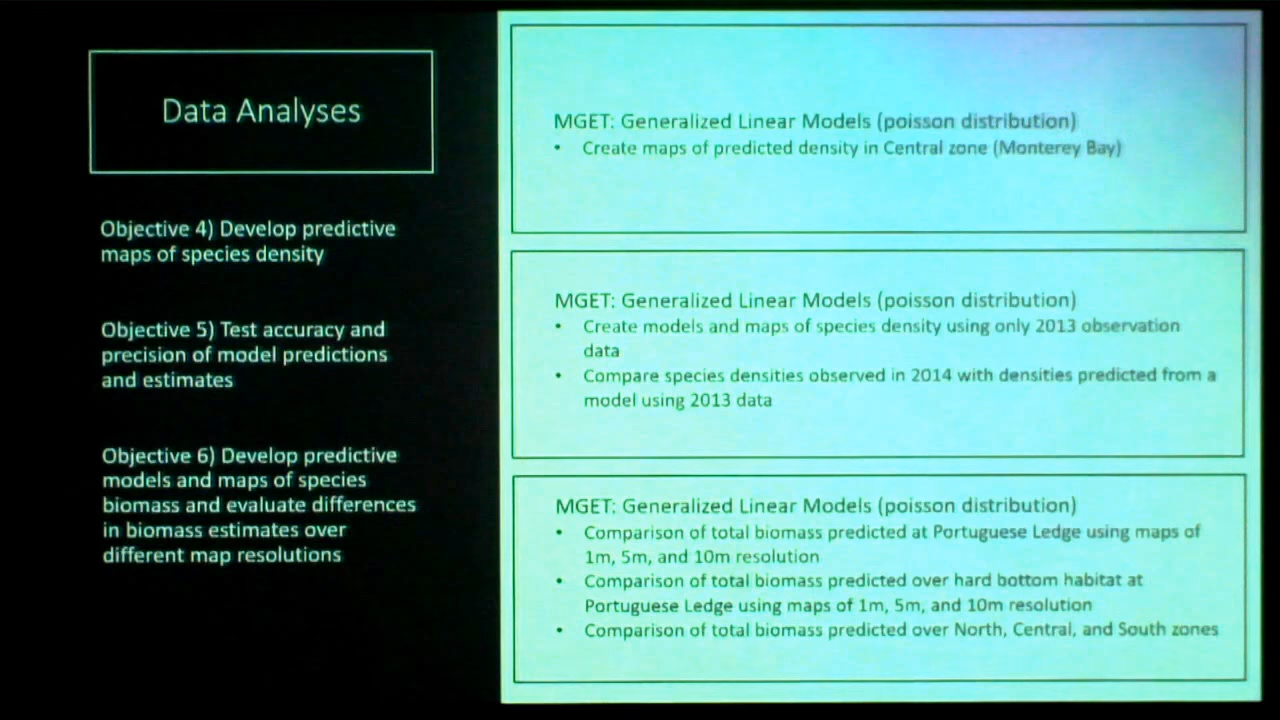 Data Analyses
Objective 4) Develop predictive
maps of species density
Objective 5) Test accuracy and
precision of model predictions
and estimates
Objective 6) Develop predictive
models and maps of species
biomass and evaluate differences
in biomass estimates over
different map resolutions
MGET: Generalized Linear Models (poisson distribution)
• Create maps of predicted density in Central zone (Monterey Bay)
MGET: Generalized Linear Models (poisson distribution)
• Create models and maps of species density using only 2013 observation
data
• Compare species densities observed in 2014 with densities predicted from a
model using 2013 data
MGET: Generalized Linear Models (poisson distribution)
• Comparison of total biomass predicted at Portuguese Ledge using maps of
1m, 5m, and 10m resolution
• Comparison of total biomass predicted over hard bottom habitat at
Portuguese Ledge using maps of 1m, 5m, and 10m resolution
• Comparison of total biomass predicted over North, Central, and South zones